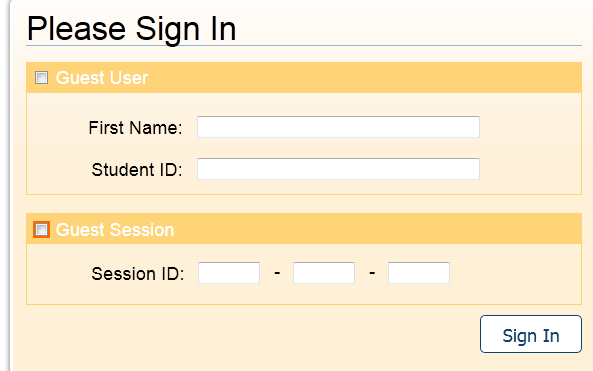 Please Sign In
Guest User
First Name:
Student ID:
Guest Session
Session ID: - -
Sign In